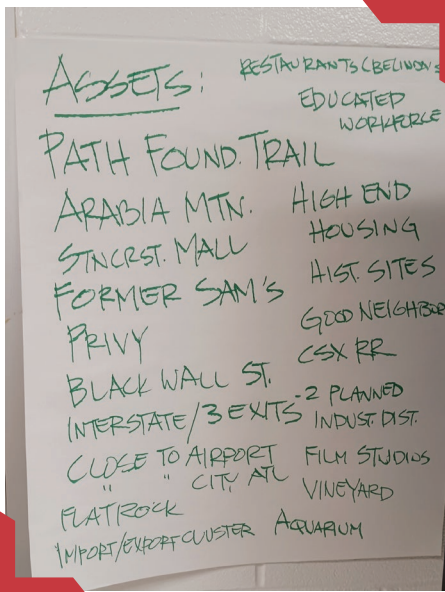 ASSETS:
PATH FOUND. TRAIL
ARABIA MTN.
STNCRST. MALL
FORMER SAM'S
PRIVY
BLACK WALL ST.
INTERSTATE/3 EXITS
CLOSE TO AIRPORT
" " CITY ATL
FLATROCK
IMPORT/EXPORT CLUSTER
RESTAURANTS (BELINDA'S
EDUCATED
WORKFORCE
HIGH END
HOUSING
HIST. SITES
GOOD NEIGHBOR
CSX RR
-2 PLANNED
INDUST. DIST.
FILM STUDIOS
VINEYARD
AQUARIUM